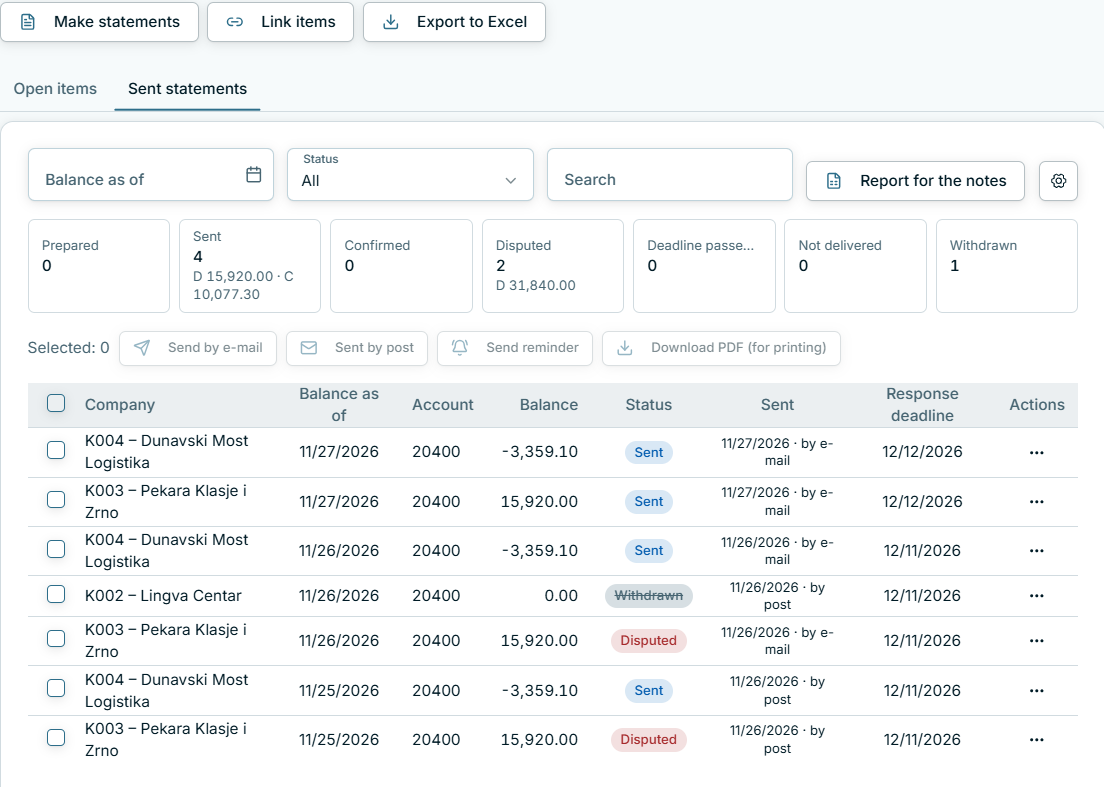 Make statements
Link items
Export to Excel
Open items
Sent statements
Balance as of
Status
All
Search
Report for the notes
Prepared
0
Sent
4
D 15,920.00 · C
10,077.30
Confirmed
0
Disputed
2
D 31,840.00
Deadline passe...
0
Not delivered
0
Withdrawn
1
Selected: 0
Send by e-mail
Sent by post
Send reminder
Download PDF (for printing)
Company
Balance as
of
Account
Balance
Status
Sent
Response
deadline
Actions
K004 – Dunavski Most
Logistika
11/27/2026
20400
-3,359.10
Sent
11/27/2026 · by e-
mail
12/12/2026
K003 – Pekara Klasje i
Zrno
11/27/2026
20400
15,920.00
Sent
11/27/2026 · by e-
mail
12/12/2026
K004 – Dunavski Most
Logistika
11/26/2026
20400
-3,359.10
Sent
11/26/2026 · by e-
mail
12/11/2026
K002 – Lingva Centar
11/26/2026
20400
0.00
Withdrawn
11/26/2026 · by
post
12/11/2026
K003 – Pekara Klasje i
Zrno
11/26/2026
20400
15,920.00
Disputed
11/26/2026 · by e-
mail
12/11/2026
K004 – Dunavski Most
Logistika
11/25/2026
20400
-3,359.10
Sent
11/26/2026 · by
post
12/11/2026
K003 – Pekara Klasje i
Zrno
11/25/2026
20400
15,920.00
Disputed
11/26/2026 · by
post
12/11/2026